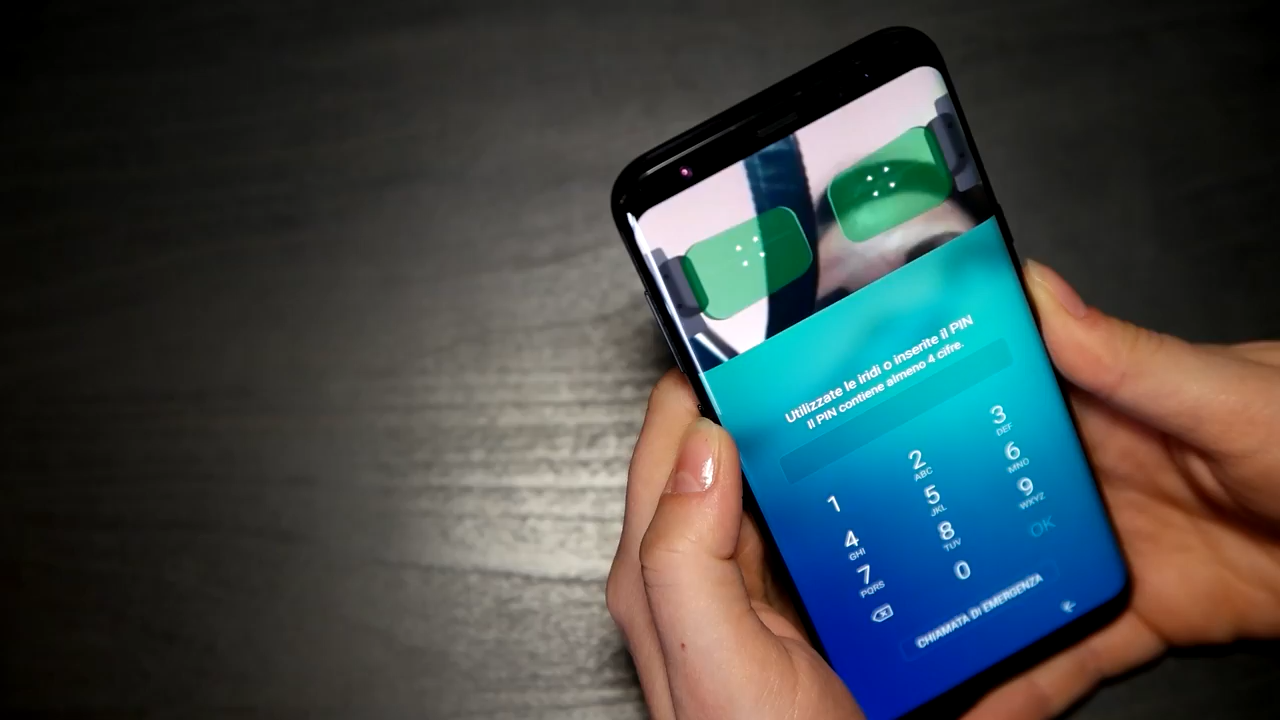 Utilizzate le iridi o inserite il PIN
Il PIN contiene almeno 4 cifre.
1
2 ABC
3 DEF
4 GHI
5 JKL
6 MNO
7 PQRS
8 TUV
9 WXYZ
0
OK
CHIAMATA DI EMERGENZA